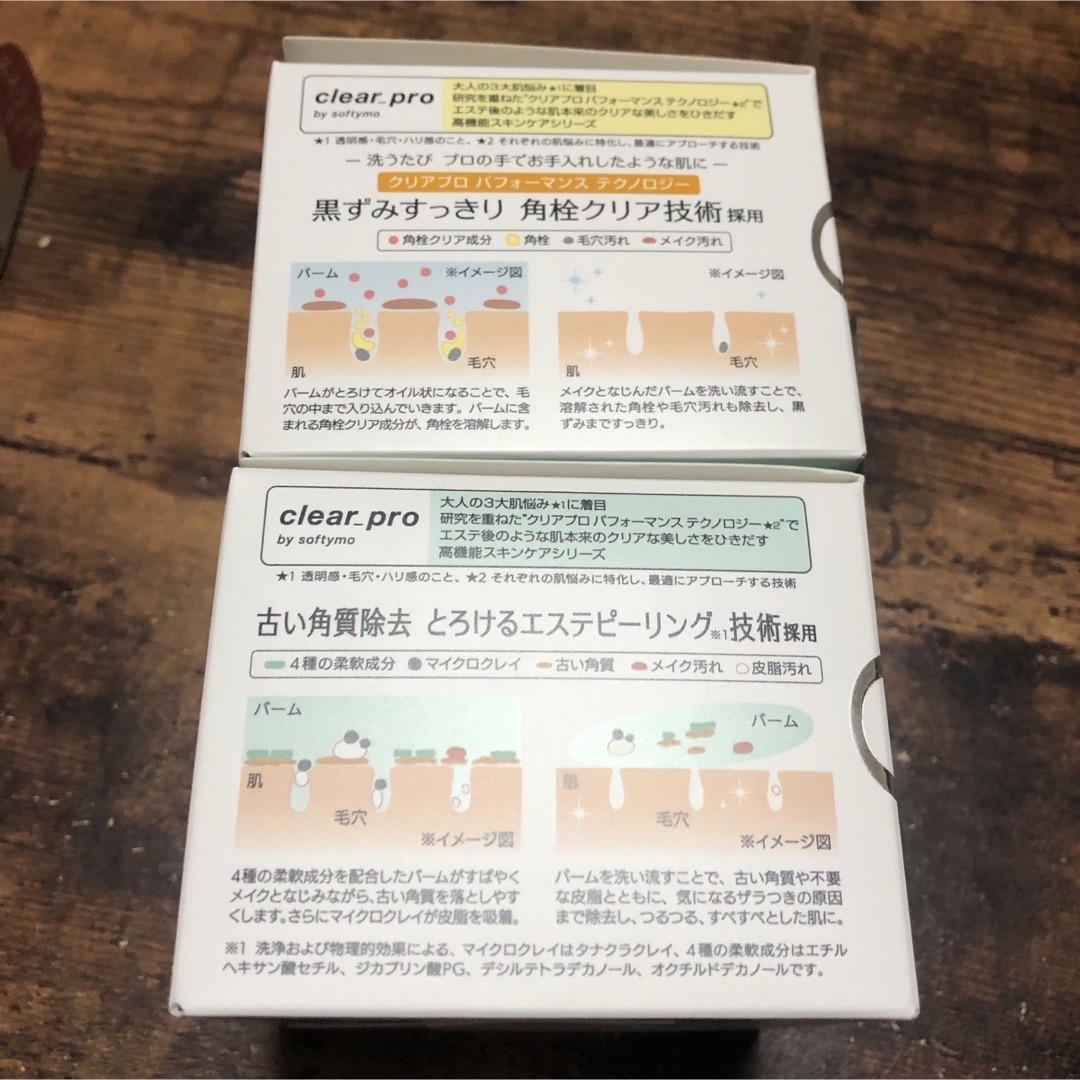 clear_pro
by softymo
大人の3大肌悩み★1に着目
研究を重ねた“クリアプロ パフォーマンス テクノロジー★2”で
エステ後のような肌本来のクリアな美しさをひきだす
高機能スキンケアシリーズ
★1 透明感・毛穴・ハリ感のこと、★2 それぞれの肌悩みに特化し、最適にアプローチする技術
― 洗うたび プロの手でお手入れしたような肌に ―
クリアプロ パフォーマンス テクノロジー
黒ずみすっきり 角栓クリア技術 採用
角栓クリア成分 角栓 毛穴汚れ メイク汚れ
バーム ※イメージ図
毛穴
肌
バームがとろけてオイル状になることで、毛
穴の中まで入り込んでいきます。バームに含
まれる角栓クリア成分が、角栓を溶解します。
※イメージ図
毛穴
肌
メイクとなじんだバームを洗い流すことで、
溶解された角栓や毛穴汚れも除去し、黒
ずみまですっきり。
clear_pro
by softymo
大人の3大肌悩み★1に着目
研究を重ねた“クリアプロ パフォーマンス テクノロジー★2”で
エステ後のような肌本来のクリアな美しさをひきだす
高機能スキンケアシリーズ
★1 透明感・毛穴・ハリ感のこと、★2 それぞれの肌悩みに特化し、最適にアプローチする技術
古い角質除去 とろけるエステピーリング※1技術採用
4種の柔軟成分 マイクロクレイ 古い角質 メイク汚れ 皮脂汚れ
バーム
肌
毛穴
※イメージ図
4種の柔軟成分を配合したバームがすばやく
メイクとなじみながら、古い角質を落としやす
くします。さらにマイクロクレイが皮脂を吸着。
バーム
肌
毛穴
※イメージ図
バームを洗い流すことで、古い角質や不要
な皮脂とともに、気になるザラつきの原因
まで除去し、つるつる、すべすべとした肌に。
※1 洗浄および物理的効果による、マイクロクレイはタナクラクレイ、4種の柔軟成分はエチル
ヘキサン酸セチル、ジカプリン酸PG、デシルテトラデカノール、オクチルドデカノールです。